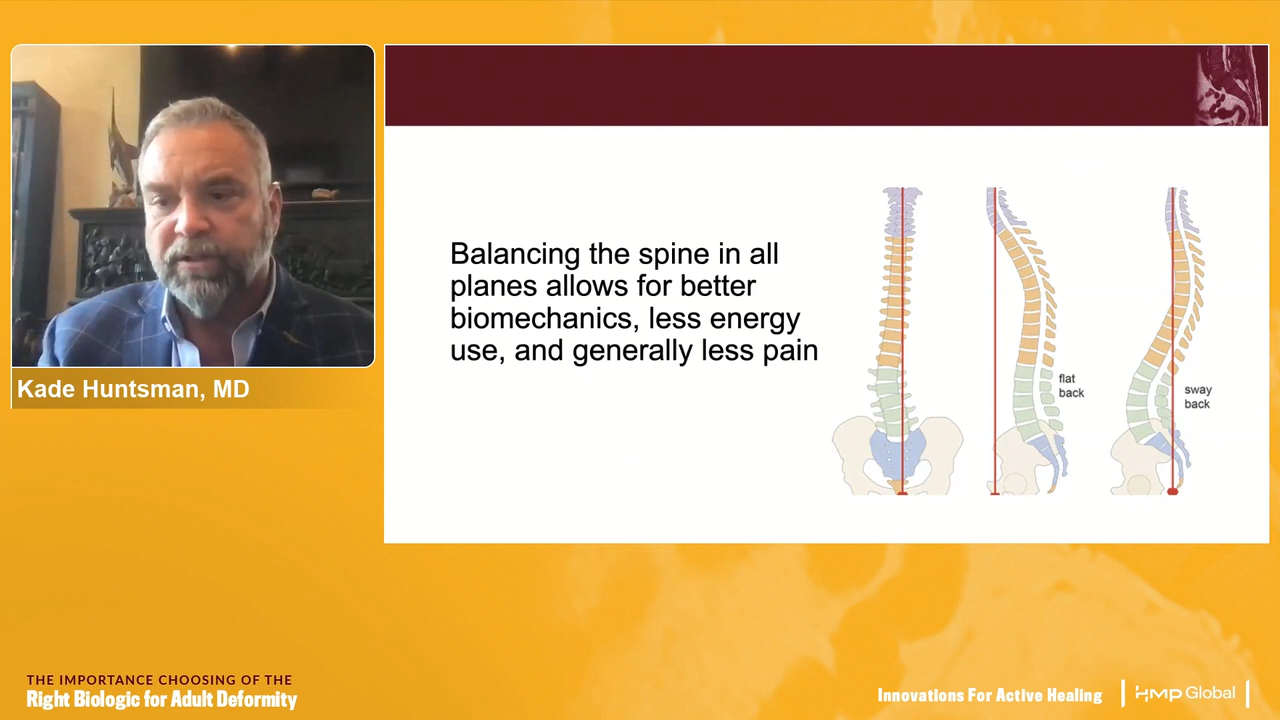 Balancing the spine in all
planes allows for better
biomechanics, less energy
use, and generally less pain
flat
back
sway
back
Kade Huntsman, MD
THE IMPORTANCE CHOOSING OF THE
Right Biologic for Adult Deformity
Innovations For Active Healing
HMP Global